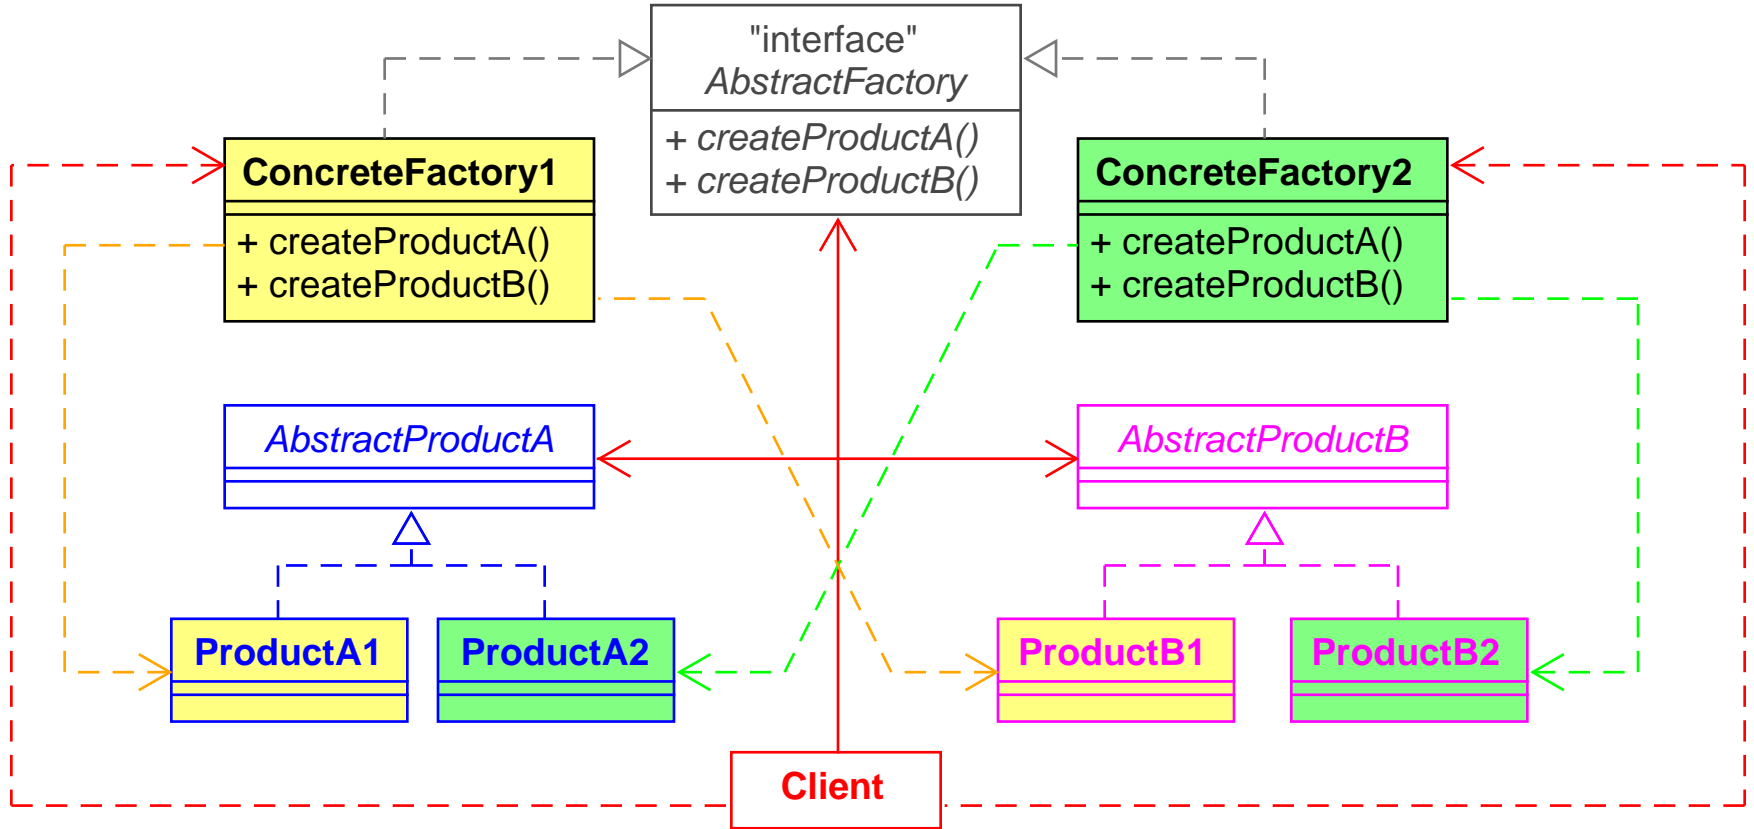 "interface"
AbstractFactory
+ createProductA()
+ createProductB()
ConcreteFactory1
+ createProductA()
+ createProductB()
ConcreteFactory2
+ createProductA()
+ createProductB()
AbstractProductA
AbstractProductB
ProductA1
ProductA2
ProductB1
ProductB2
Client